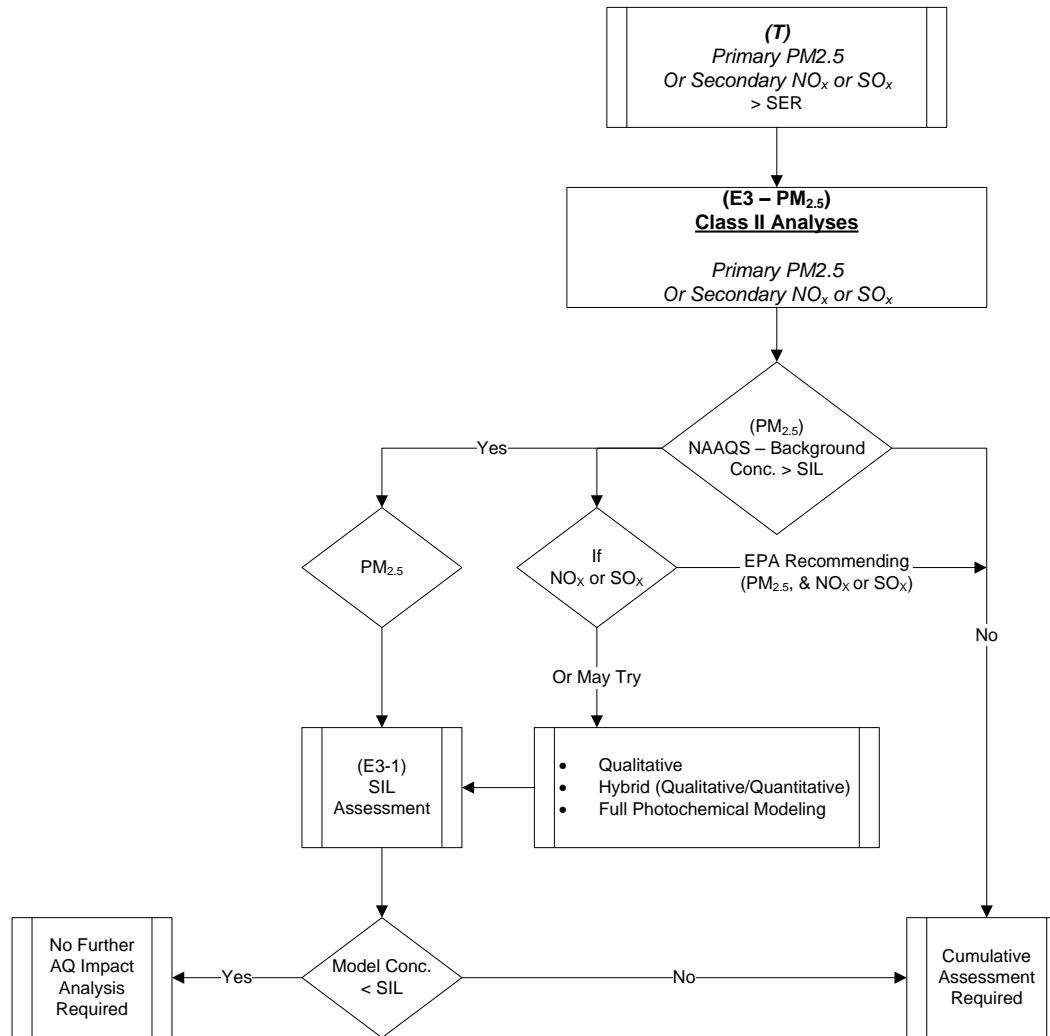 (T)
Primary PM2.5
Or Secondary NOx or SOx
> SER
(E3 – PM2.5)
Class II Analyses
Primary PM2.5
Or Secondary NOx or SOx
(PM2.5)
NAAQS – Background
Conc. > SIL
Yes
PM2.5
If
NOX or SOX
EPA Recommending
(PM2.5, & NOX or SOX)
No
Or May Try
(E3-1)
SIL
Assessment
• Qualitative
• Hybrid (Qualitative/Quantitative)
• Full Photochemical Modeling
No Further
AQ Impact
Analysis
Required
Yes
Model Conc.
< SIL
No
Cumulative
Assessment
Required